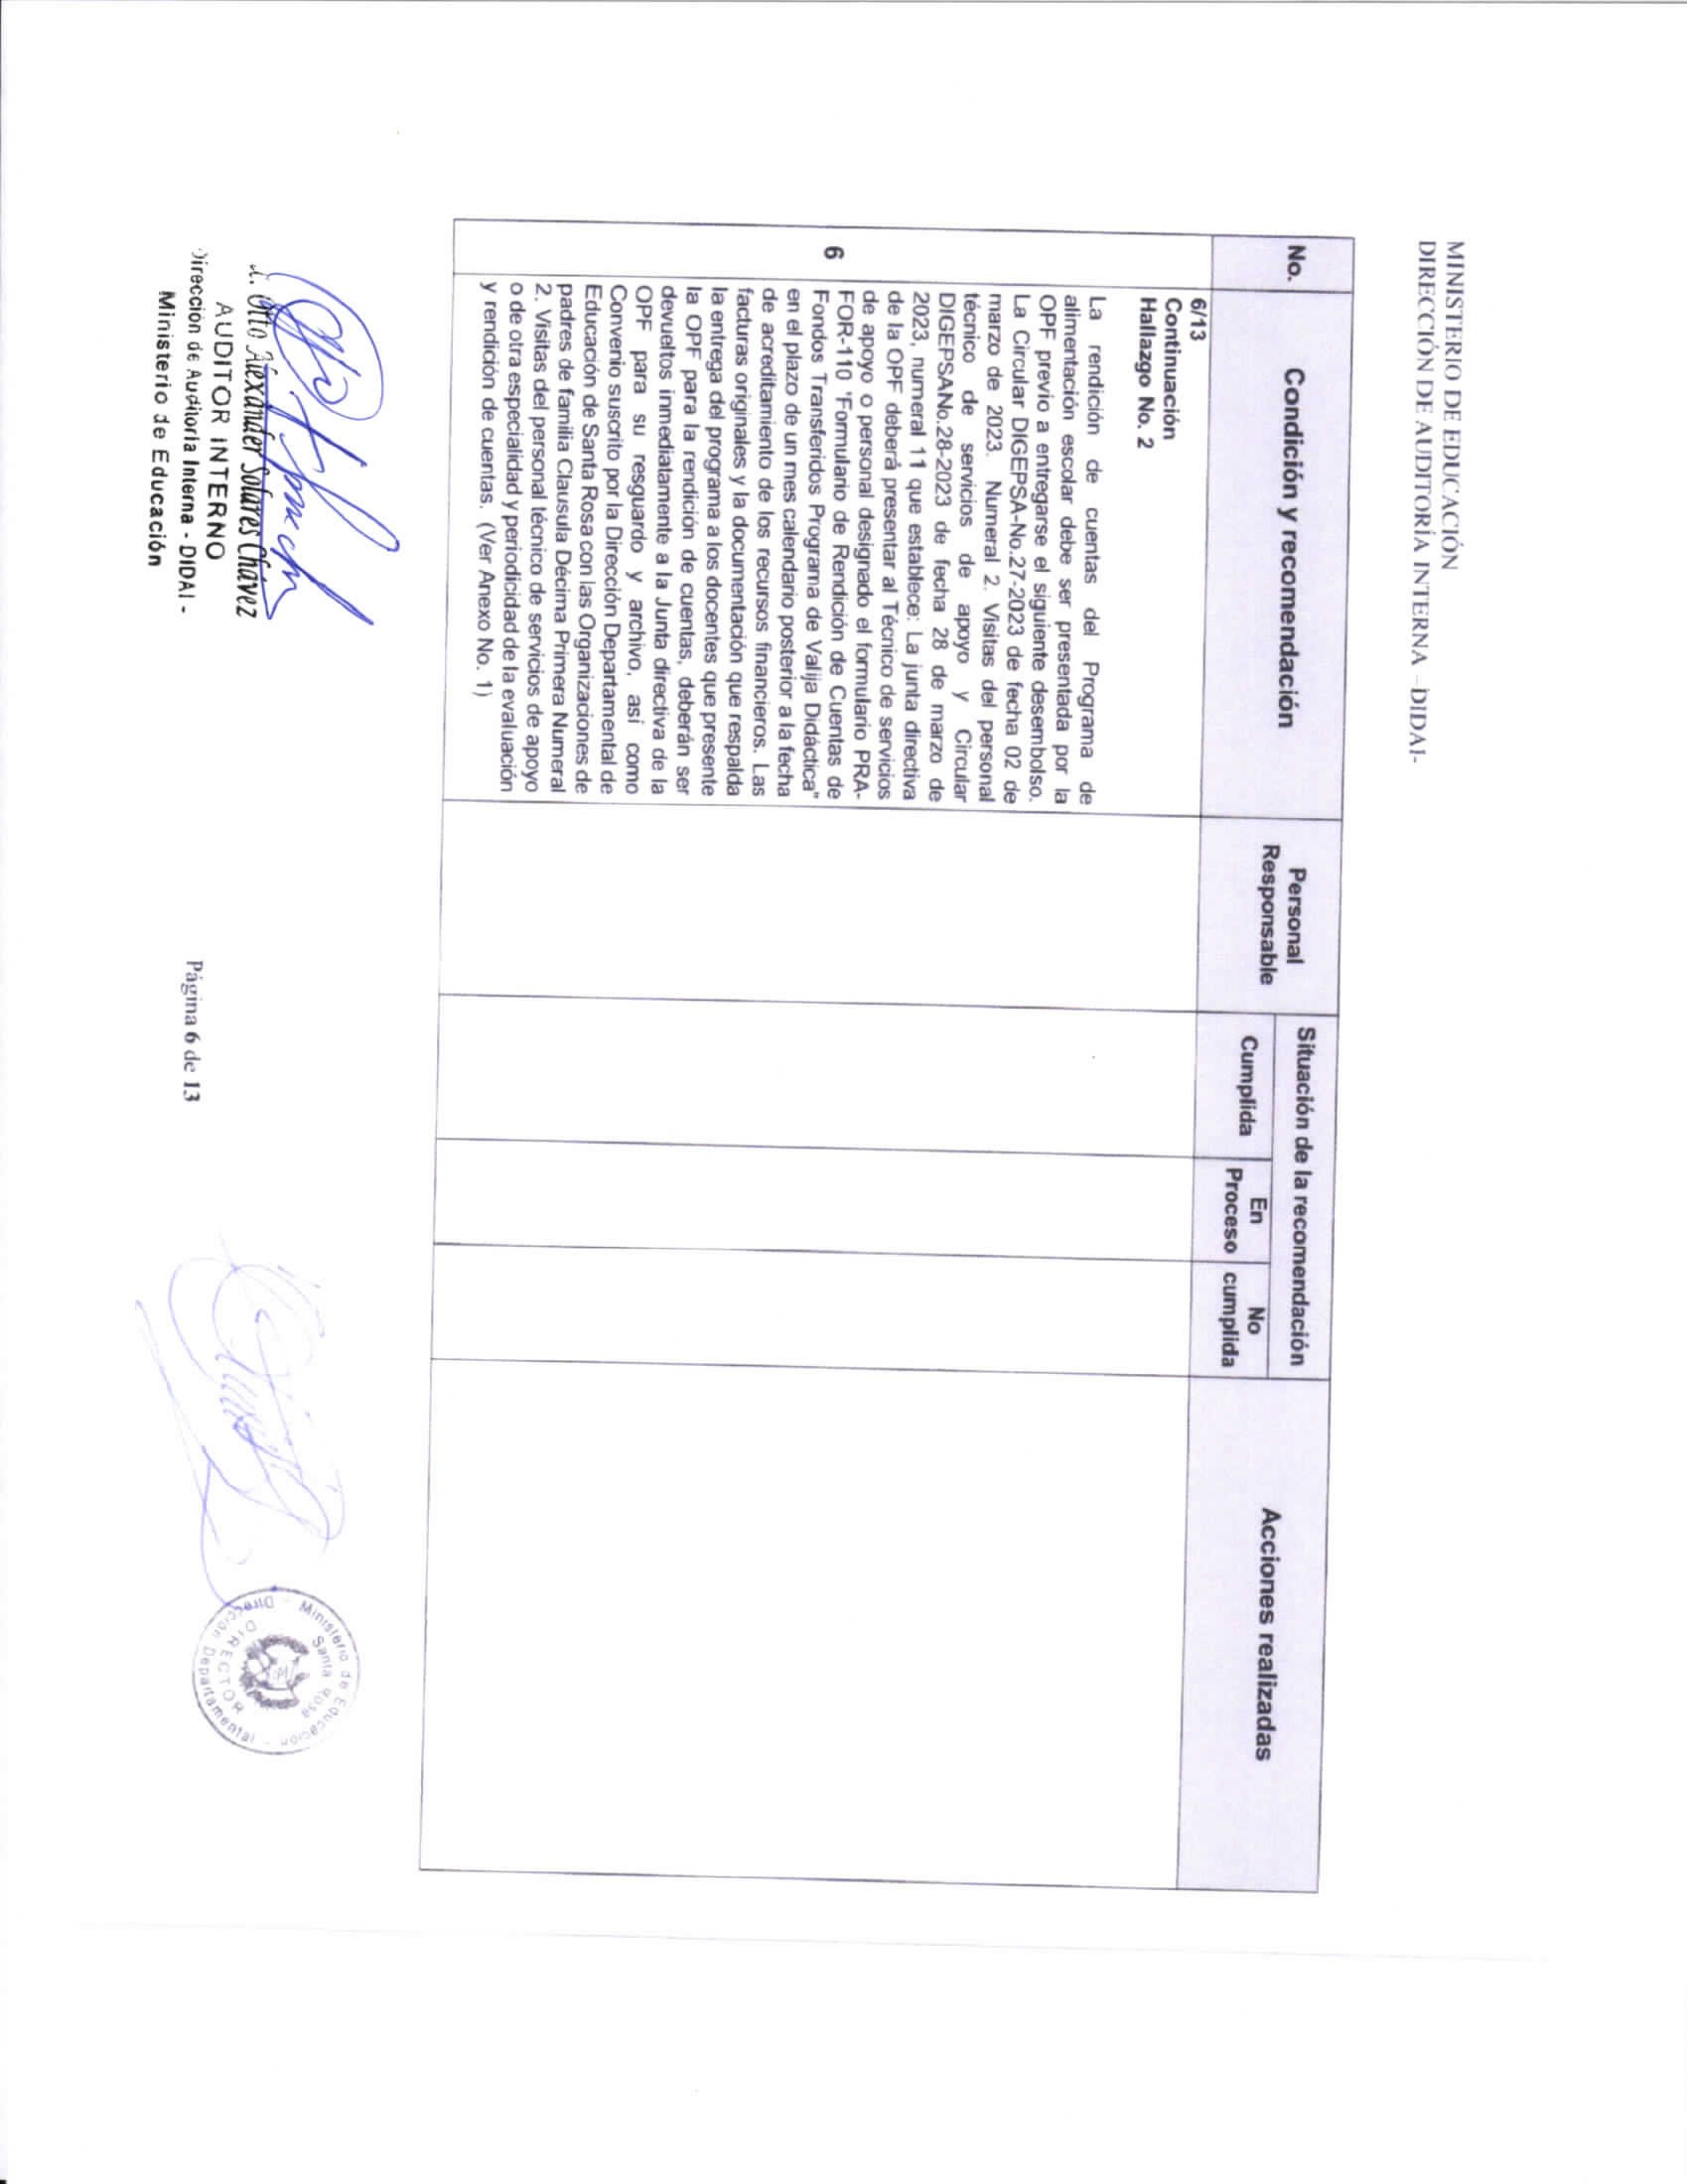 MINISTERIO DE EDUCACIÓN
DIRECCIÓN DE AUDITORÍA INTERNA –DIDAI-
No.
Condición y recomendación
Personal
Responsable
Situación de la recomendación
Cumplida
En
Proceso
No
cumplida
Acciones realizadas
6
6/13
Continuación
Hallazgo No. 2
La rendición de cuentas del Programa de
alimentación escolar debe ser presentada por la
OPF previo a entregarse el siguiente desembolso.
La Circular DIGEPSA-No.27-2023 de fecha 02 de
marzo de 2023. Numeral 2. Visitas del personal
técnico de servicios de apoyo y Circular
DIGEPSANo.28-2023 de fecha 28 de marzo de
2023, numeral 11 que establece: La junta directiva
de la OPF deberá presentar al Técnico de servicios
de apoyo o personal designado el formulario PRA-
FOR-1110 "Formulario de Rendición de Cuentas de
Fondos Transferidos Programa de Valija Didáctica"
en el plazo de un mes calendario posterior a la fecha
de acreditamiento de los recursos financieros. Las
facturas originales y la documentación que respalda
la entrega del programa a los docentes que presente
la OPF para la rendición de cuentas, deberán ser
devueltos inmediatamente a la Junta directiva de la
OPF para su resguardo y archivo, así como
Convenio suscrito por la Dirección Departamental de
Educación de Santa Rosa con las Organizaciones de
padres de familia Clausula Décima Primera Numeral
2. Visitas del personal técnico de servicios de apoyo
o de otra especialidad y periodicidad de la evaluación
y rendición de cuentas. (Ver Anexo No. 1)
Otto Alexander Solares Chavez
AUDITOR INTERNO
Dirección de Auditoría Interna - DIDAI -
Ministerio de Educación
Página 6 de 13
Ministerio de Educación - Dirección Departamental -
Santa Rosa
DIRECTOR